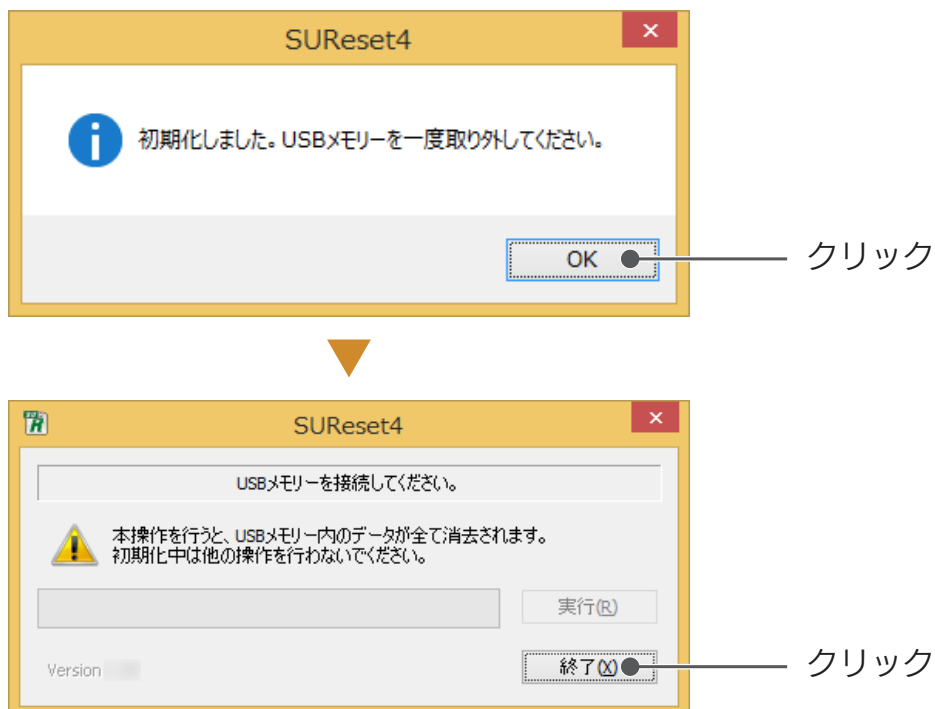 SUReset4
初期化しました。USBメモリーを一度取り外してください。
OK
クリック
SUReset4
USBメモリーを接続してください。
本操作を行うと、USBメモリー内のデータが全て消去されます。
初期化中は他の操作を行わないでください。
実行(R)
Version
終了(X)
クリック